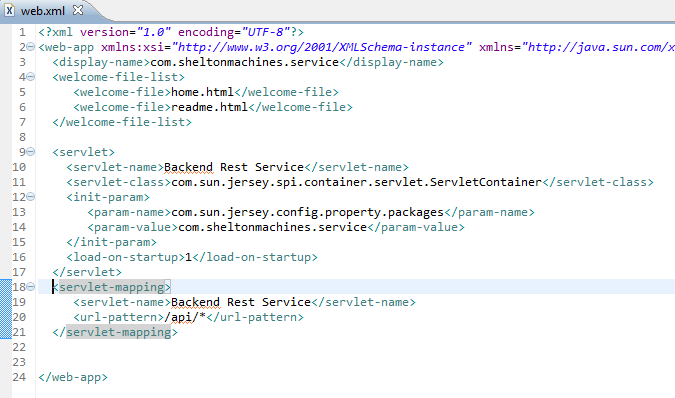 web.xml
1 <?xml version="1.0" encoding="UTF-8"?>
2 <web-app xmlns:xsi="http://www.w3.org/2001/XMLSchema-instance" xmlns="http://java.sun.com/x
3 <display-name>com.sheltonmachines.service</display-name>
4 <welcome-file-list>
5 <welcome-file>home.html</welcome-file>
6 <welcome-file>readme.html</welcome-file>
7 </welcome-file-list>
8
9 <servlet>
10 <servlet-name>Backend Rest Service</servlet-name>
11 <servlet-class>com.sun.jersey.spi.container.servlet.ServletContainer</servlet-class>
12 <init-param>
13 <param-name>com.sun.jersey.config.property.packages</param-name>
14 <param-value>com.sheltonmachines.service</param-value>
15 </init-param>
16 <load-on-startup>1</load-on-startup>
17 </servlet>
18 <servlet-mapping>
19 <servlet-name>Backend Rest Service</servlet-name>
20 <url-pattern>/api/*</url-pattern>
21 </servlet-mapping>
22
23
24 </web-app>